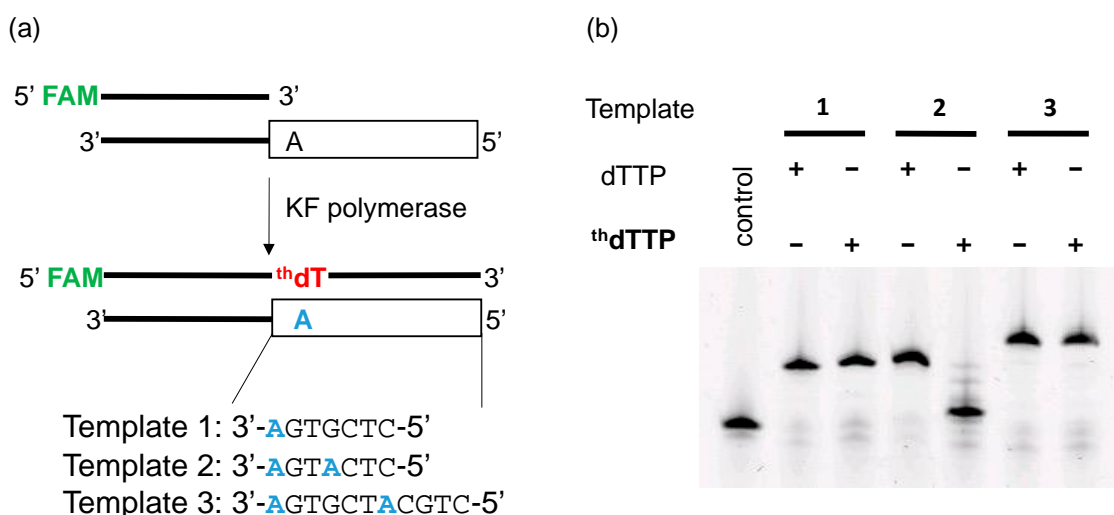 (a)
5’ FAM 3’
3’ A 5’
KF polymerase
5’ FAM thdT 3’
3’ A 5’
Template 1: 3’-AGTGCTC-5’
Template 2: 3’-AGTACTC-5’
Template 3: 3’-AGTGCTACGTC-5’
(b)
Template 1 2 3
dTTP + − + − + −
thdTTP − + − + − +
control